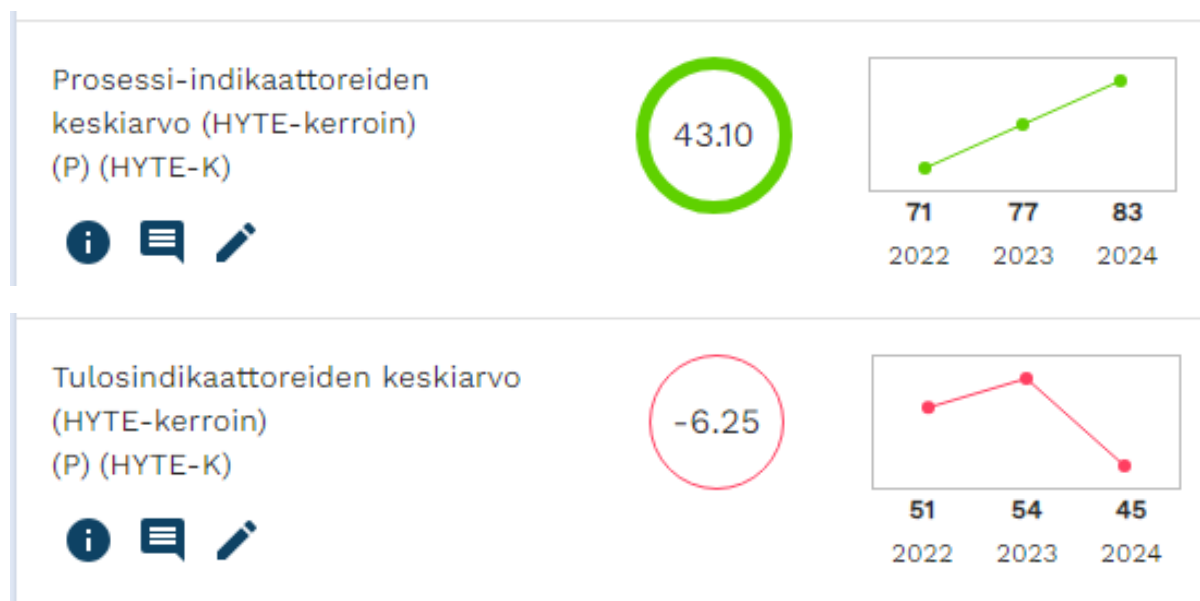 Prosessi-indikaattoreiden
keskiarvo (HYTE-kerroin)
(P) (HYTE-K)
43.10
71 77 83
2022 2023 2024
Tulosindikaattoreiden keskiarvo
(HYTE-kerroin)
(P) (HYTE-K)
-6.25
51 54 45
2022 2023 2024